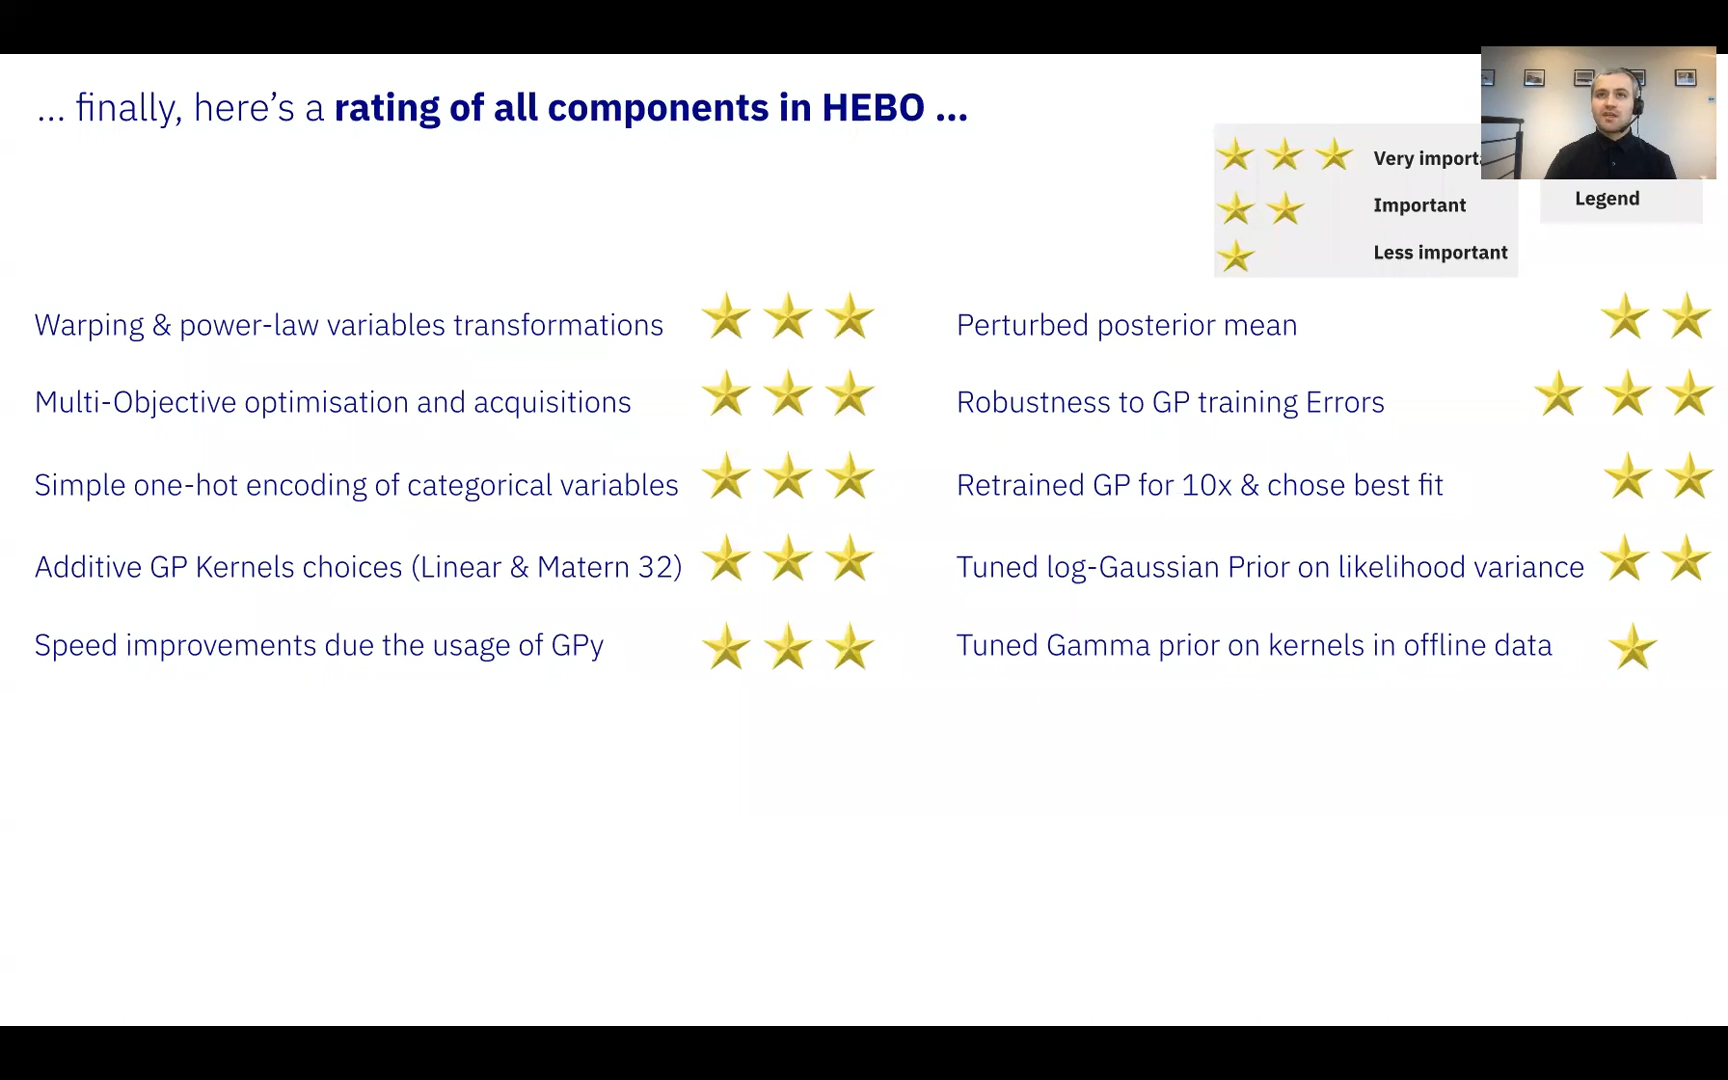 ... finally, here's a rating of all components in HEBO ...
Very import
Important
Less important
Legend
Warping & power-law variables transformations
Multi-Objective optimisation and acquisitions
Simple one-hot encoding of categorical variables
Additive GP Kernels choices (Linear & Matern 32)
Speed improvements due the usage of GPy
Perturbed posterior mean
Robustness to GP training Errors
Retrained GP for 10x & chose best fit
Tuned log-Gaussian Prior on likelihood variance
Tuned Gamma prior on kernels in offline data